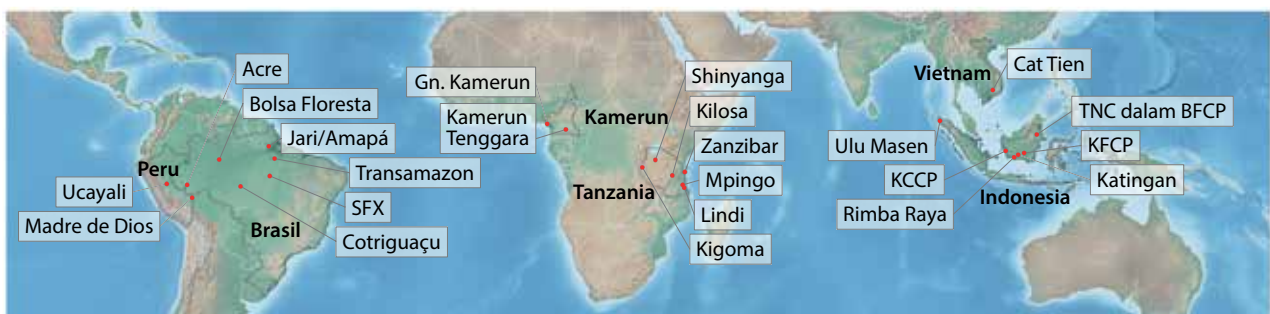 Acre
Bolsa Floresta
Jari/Amapá
Transamazon
Peru
Ucayali
SFX
Madre de Dios
Brasil
Cotriguaçu
Gn. Kamerun
Kamerun
Tenggara
Kamerun
Shinyanga
Kilosa
Zanzibar
Tanzania
Mpingo
Lindi
Kigoma
Vietnam
Cat Tien
TNC dalam BFCP
Ulu Masen
KFCP
KCCP
Katingan
Indonesia
Rimba Raya